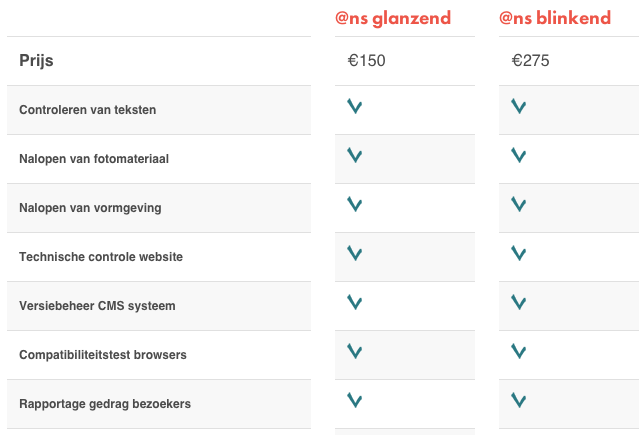 @ns glanzend @ns blinkend
Prijs €150 €275
Controleren van teksten
Nalopen van fotomateriaal
Nalopen van vormgeving
Technische controle website
Versiebeheer CMS systeem
Compatibiliteitstest browsers
Rapportage gedrag bezoekers